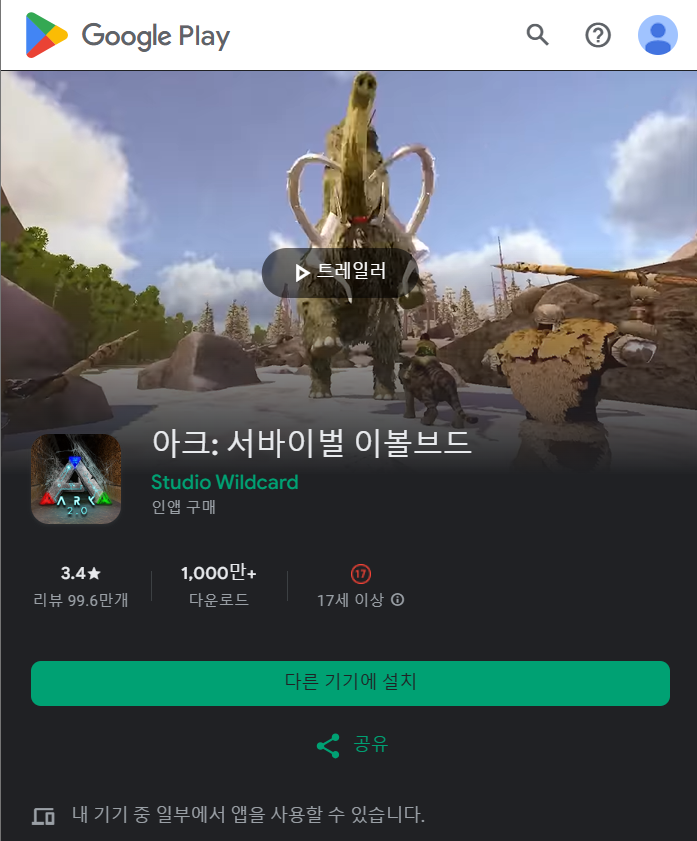 Google Play
트레일러
아크: 서바이벌 이볼브드
Studio Wildcard
인앱 구매
ARK
2.0
3.4★
리뷰 99.6만개
1,000만+
다운로드
17
17세 이상
다른 기기에 설치
공유
내 기기 중 일부에서 앱을 사용할 수 있습니다.